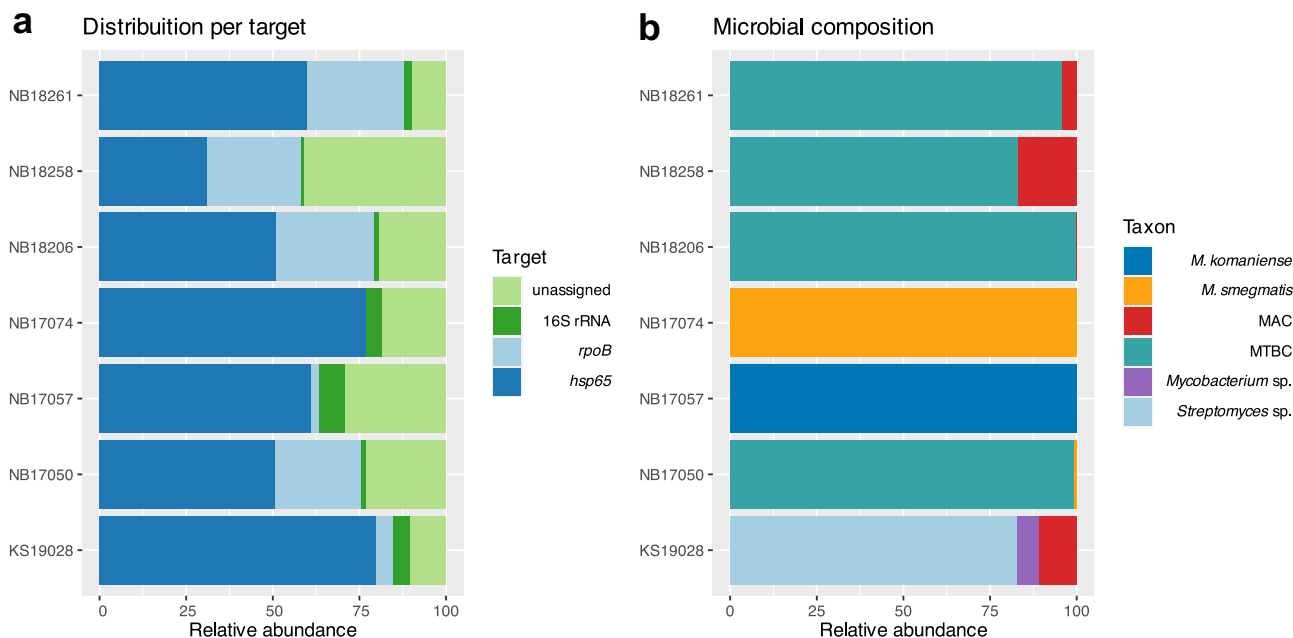 a
Distribuition per target
NB18261
NB18258
NB18206
NB17074
NB17057
NB17050
KS19028
0 25 50 75 100
Relative abundance
Target
unassigned
16S rRNA
rpoB
hsp65
b
Microbial composition
NB18261
NB18258
NB18206
NB17074
NB17057
NB17050
KS19028
0 25 50 75 100
Relative abundance
Taxon
M. komaniense
M. smegmatis
MAC
MTBC
Mycobacterium sp.
Streptomyces sp.